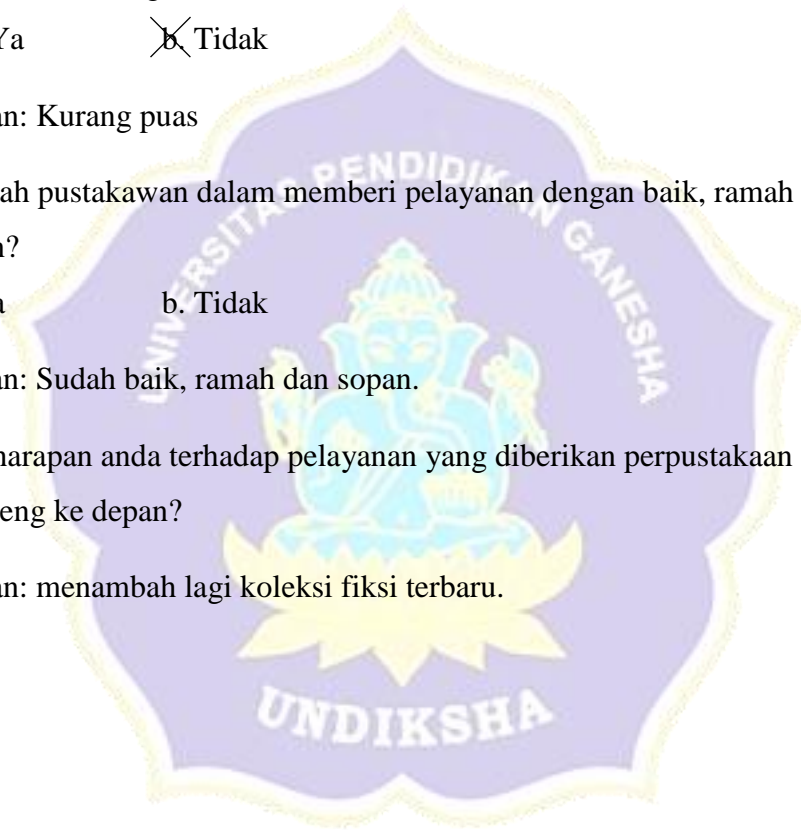 Ya b. Tidak
an: Kurang puas
ah pustakawan dalam memberi pelayanan dengan baik, ramah
n?
a b. Tidak
an: Sudah baik, ramah dan sopan.
harapan anda terhadap pelayanan yang diberikan perpustakaan
eng ke depan?
an: menambah lagi koleksi fiksi terbaru.
UNIVERSITAS PENDIDIKAN GANESHA
UNDIKSHA